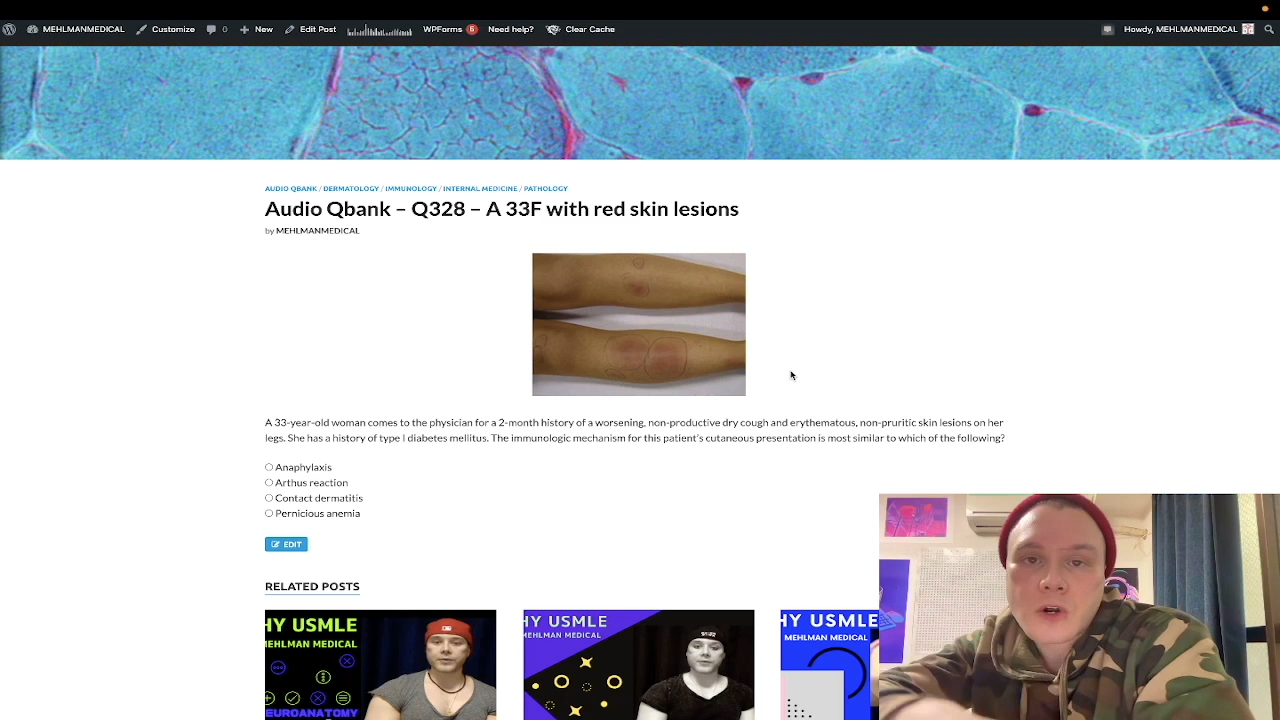 MEHLMANMEDICAL Customize 0 New Edit Post WPForms 6 Need help? Clear Cache Howdy, MEHLMANMEDICAL
AUDIO QBANK / DERMATOLOGY / IMMUNOLOGY / INTERNAL MEDICINE / PATHOLOGY
Audio Qbank – Q328 – A 33F with red skin lesions
by MEHLMANMEDICAL
A 33-year-old woman comes to the physician for a 2-month history of a worsening, non-productive dry cough and erythematous, non-pruritic skin lesions on her
legs. She has a history of type I diabetes mellitus. The immunologic mechanism for this patient's cutaneous presentation is most similar to which of the following?
Anaphylaxis
Arthus reaction
Contact dermatitis
Pernicious anemia
EDIT
RELATED POSTS
HY USMLE
MEHLMAN MEDICAL
EUROANATOMY
HY USMLE
MEHLMAN MEDICAL
HY USMLE
MEHLMAN MEDICAL